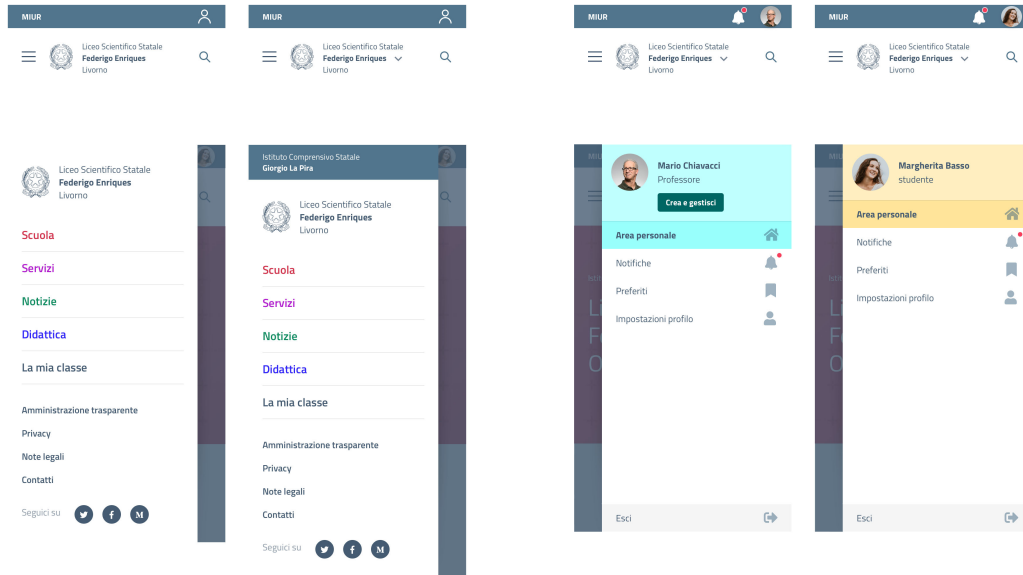 MIUR
Liceo Scientifico Statale
Federigo Enriques
Livorno
MIUR
Liceo Scientifico Statale
Federigo Enriques
Livorno
MIUR
Liceo Scientifico Statale
Federigo Enriques
Livorno
MIUR
Liceo Scientifico Statale
Federigo Enriques
Livorno
Liceo Scientifico Statale
Federigo Enriques
Livorno
Scuola
Servizi
Notizie
Didattica
La mia classe
Amministrazione trasparente
Privacy
Note legali
Contatti
Seguici su
M
Istituto Comprensivo Statale
Giorgio La Pira
Liceo Scientifico Statale
Federigo Enriques
Livorno
Scuola
Servizi
Notizie
Didattica
La mia classe
Amministrazione trasparente
Privacy
Note legali
Contatti
Seguici su
M
Mario Chiavacci
Professore
Crea e gestisci
Area personale
Notifiche
Preferiti
Impostazioni profilo
Esci
Margherita Basso
studente
Area personale
Notifiche
Preferiti
Impostazioni profilo
Esci